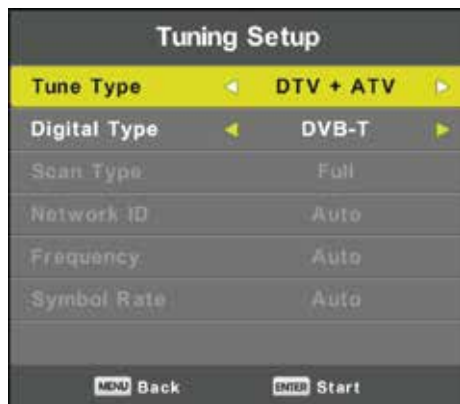 Tuning Setup
Tune Type DTV + ATV
Digital Type DVB-T
Scan Type Full
Network ID Auto
Frequency Auto
Symbol Rate Auto
MENU Back ENTER Start